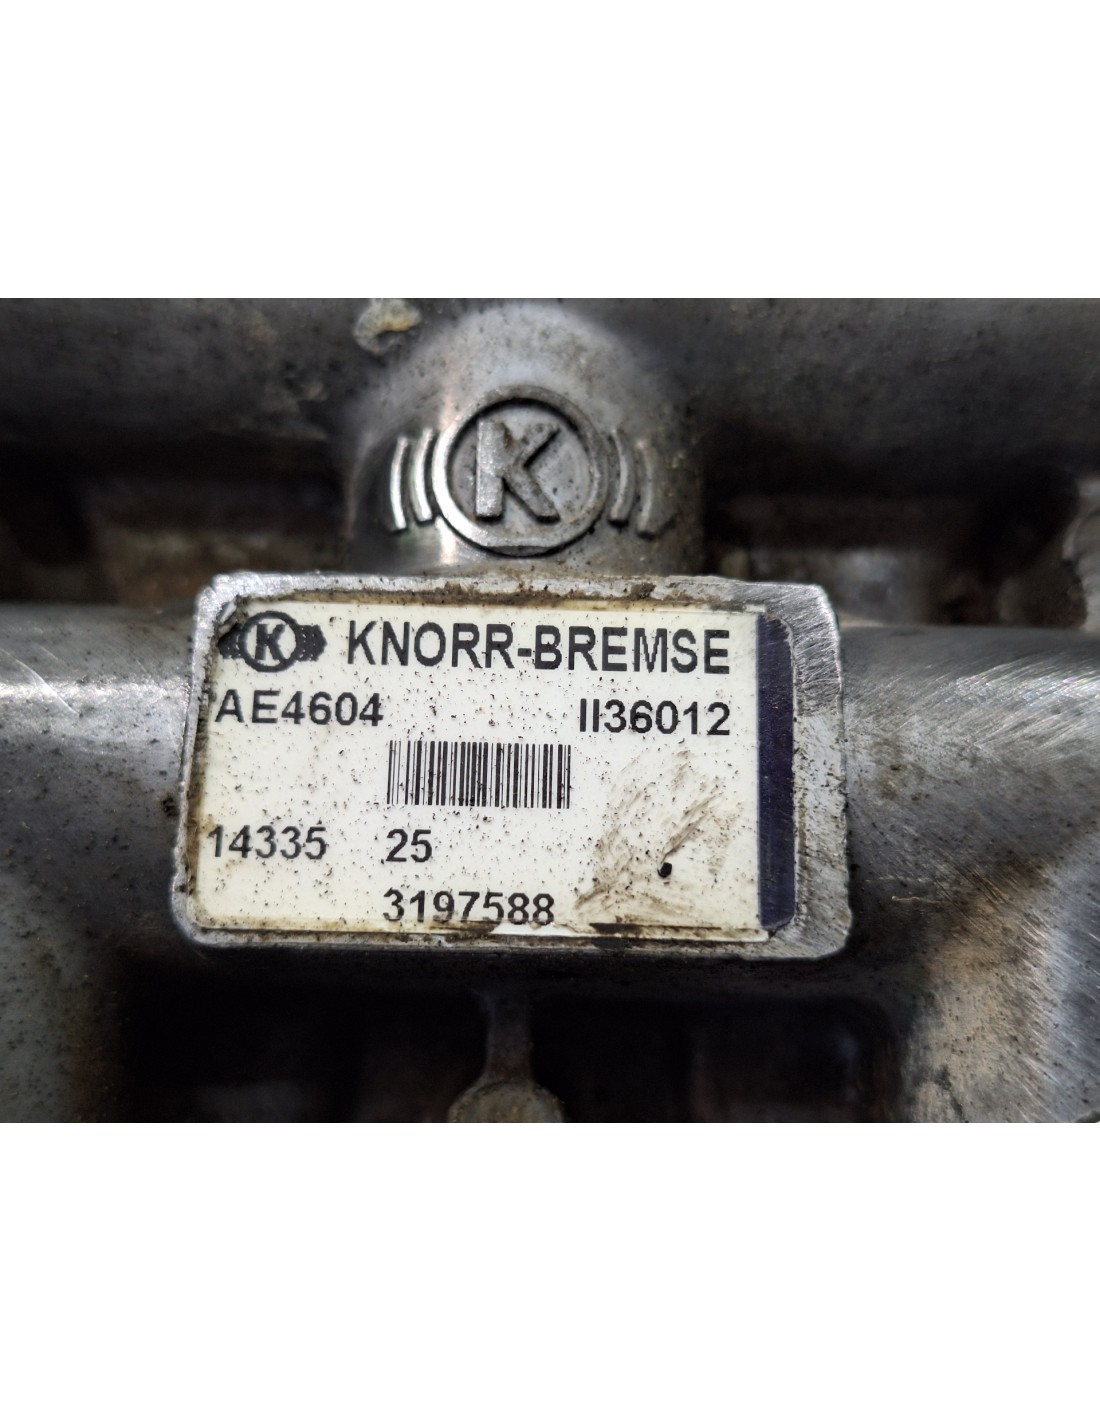 K
K KNORR-BREMSE
AE4604 II36012
14335 25
3197588